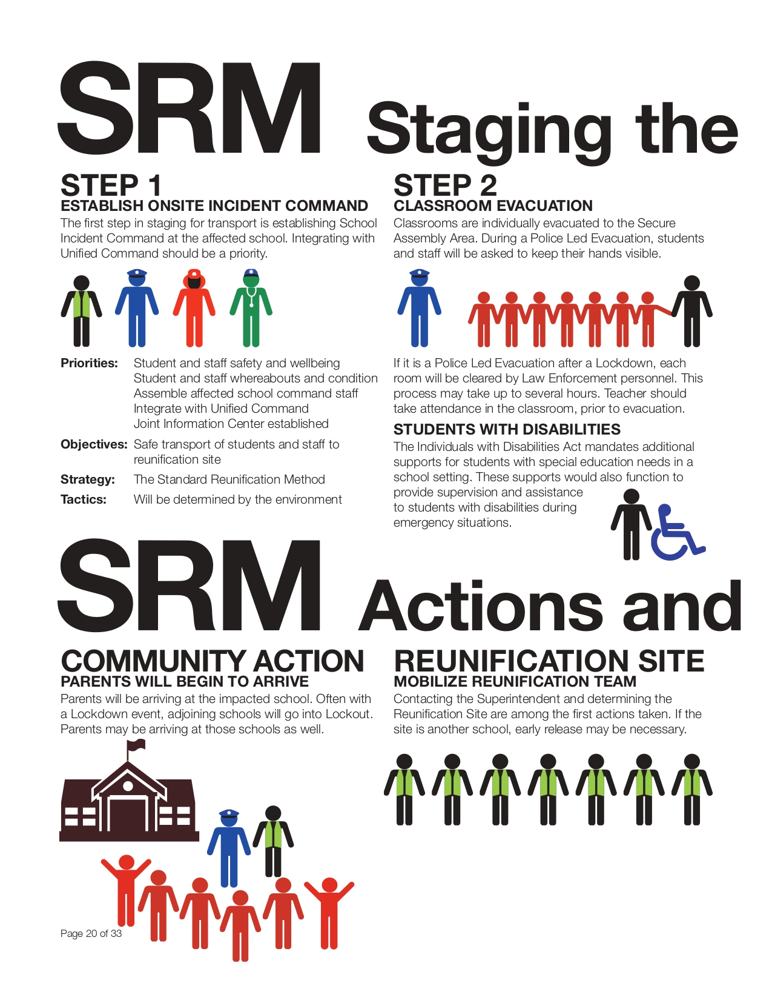 SRM Staging the
STEP 1
ESTABLISH ONSITE INCIDENT COMMAND
The first step in staging for transport is establishing School
Incident Command at the affected school. Integrating with
Unified Command should be a priority.
Priorities: Student and staff safety and wellbeing
Student and staff whereabouts and condition
Assemble affected school command staff
Integrate with Unified Command
Joint Information Center established
Objectives: Safe transport of students and staff to
reunification site
Strategy: The Standard Reunification Method
Tactics: Will be determined by the environment
STEP 2
CLASSROOM EVACUATION
Classrooms are individually evacuated to the Secure
Assembly Area. During a Police Led Evacuation, students
and staff will be asked to keep their hands visible.
If it is a Police Led Evacuation after a Lockdown, each
room will be cleared by Law Enforcement personnel. This
process may take up to several hours. Teacher should
take attendance in the classroom, prior to evacuation.
STUDENTS WITH DISABILITIES
The Individuals with Disabilities Act mandates additional
supports for students with special education needs in a
school setting. These supports would also function to
provide supervision and assistance
to students with disabilities during
emergency situations.
SRM Actions and
COMMUNITY ACTION
PARENTS WILL BEGIN TO ARRIVE
Parents will be arriving at the impacted school. Often with
a Lockdown event, adjoining schools will go into Lockout.
Parents may be arriving at those schools as well.
REUNIFICATION SITE
MOBILIZE REUNIFICATION TEAM
Contacting the Superintendent and determining the
Reunification Site are among the first actions taken. If the
site is another school, early release may be necessary.
Page 20 of 33